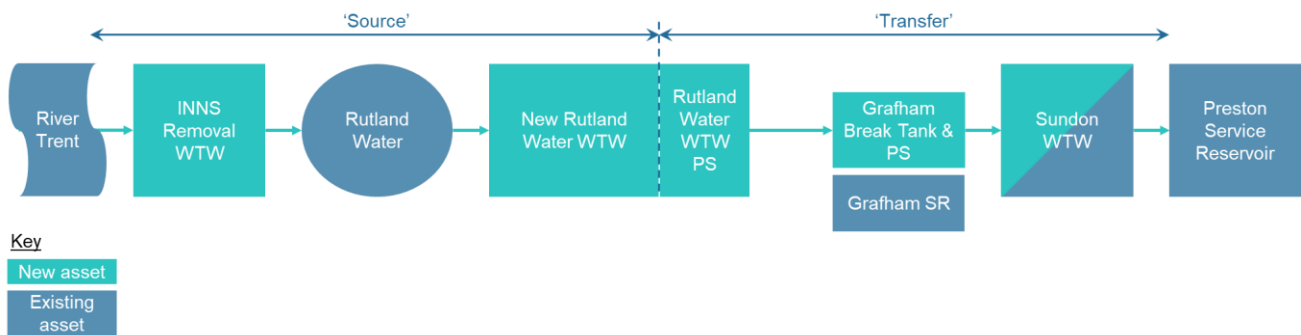 ‘Source’
‘Transfer’
River
Trent
INNS
Removal
WTW
Rutland
Water
New Rutland
Water WTW
Rutland
Water
WTW
PS
Grafham
Break Tank &
PS
Grafham SR
Sundon
WTW
Preston
Service
Reservoir
Key
New asset
Existing
asset